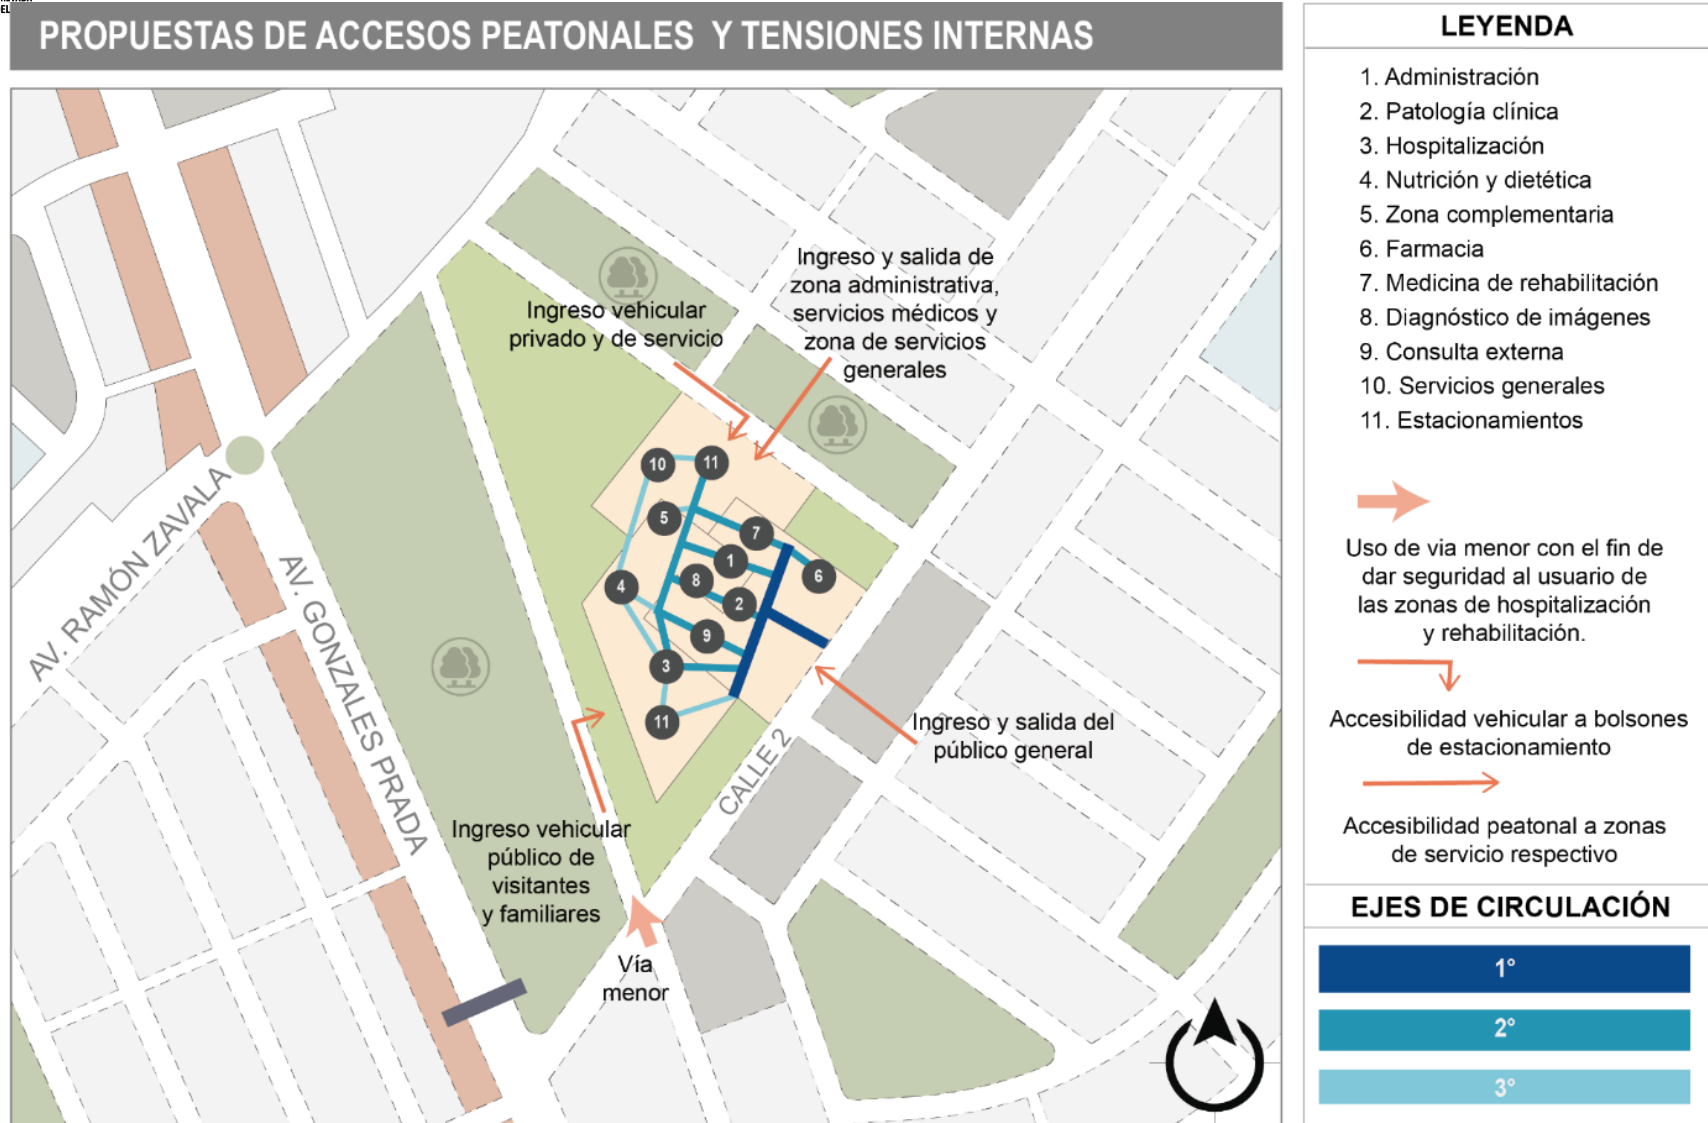 EL
PROPUESTAS DE ACCESOS PEATONALES Y TENSIONES INTERNAS
Ingreso y salida de
zona administrativa,
servicios médicos y
zona de servicios
generales
Ingreso vehicular
privado y de servicio
10
11
5
7
1
6
8
4
2
9
3
11
AV. RAMÓN ZAVALA
AV. GONZALES PRADA
CALLE 2
Ingreso y salida del
público general
Ingreso vehicular
público de
visitantes
y familiares
Vía
menor
LEYENDA
1. Administración
2. Patología clínica
3. Hospitalización
4. Nutrición y dietética
5. Zona complementaria
6. Farmacia
7. Medicina de rehabilitación
8. Diagnóstico de imágenes
9. Consulta externa
10. Servicios generales
11. Estacionamientos
Uso de via menor con el fin de
dar seguridad al usuario de
las zonas de hospitalización
y rehabilitación.
Accesibilidad vehicular a bolsones
de estacionamiento
Accesibilidad peatonal a zonas
de servicio respectivo
EJES DE CIRCULACIÓN
1°
2°
3°